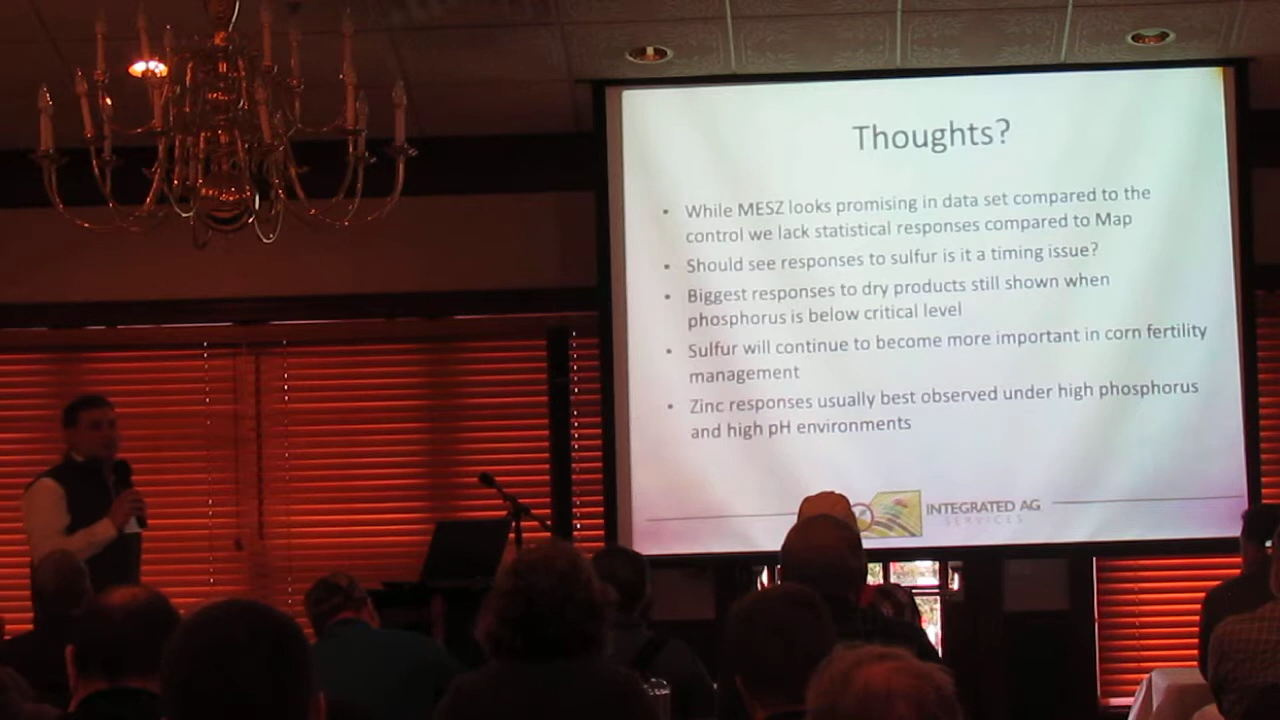 Thoughts?
While MESZ looks promising in data set compared to the
control we lack statistical responses compared to Map
Should see responses to sulfur is it a timing issue?
Biggest responses to dry products still shown when
phosphorus is below critical level
Sulfur will continue to become more important in corn fertility
management
Zinc responses usually best observed under high phosphorus
and high pH environments
INTEGRATED AG
SERVICES